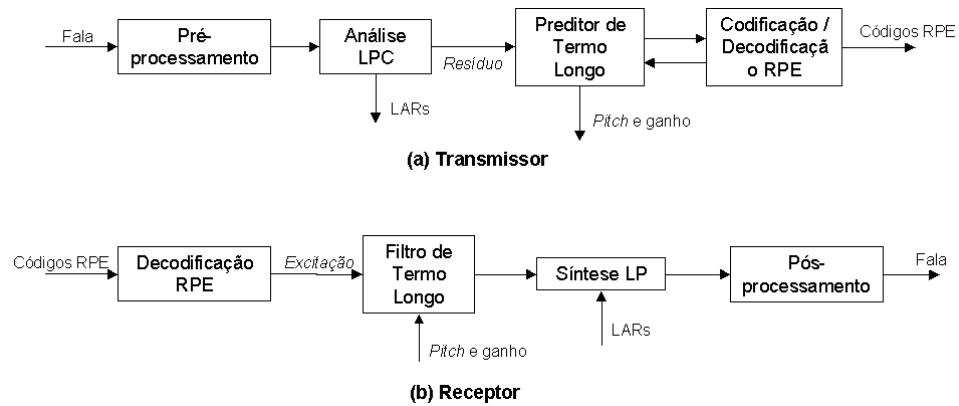 Fala
Pré-
processamento
Análise
LPC
Resíduo
LARs
Preditor de
Termo
Longo
Pitch e ganho
Codificação /
Decodificaçã
o RPE
Códigos RPE
(a) Transmissor
Códigos RPE
Decodificação
RPE
Excitação
Filtro de
Termo
Longo
Pitch e ganho
Síntese LP
LARs
Pós-
processamento
Fala
(b) Receptor